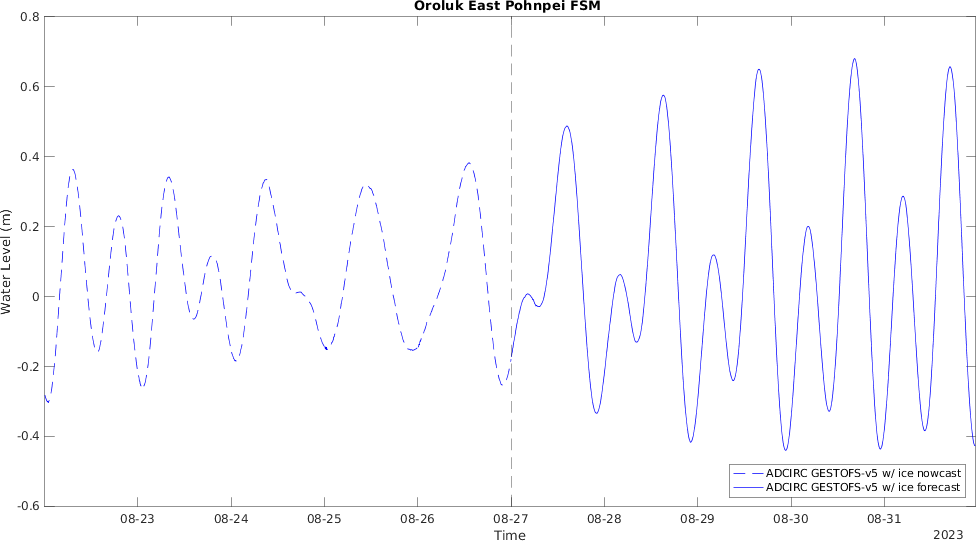 Oroluk East Pohnpei FSM
0.8
0.6
0.4
0.2
0
-0.2
-0.4
-0.6
Water Level (m)
ADCIRC GESTOFS-v5 w/ ice nowcast
ADCIRC GESTOFS-v5 w/ ice forecast
08-23 08-24 08-25 08-26 08-27 08-28 08-29 08-30 08-31
Time
2023